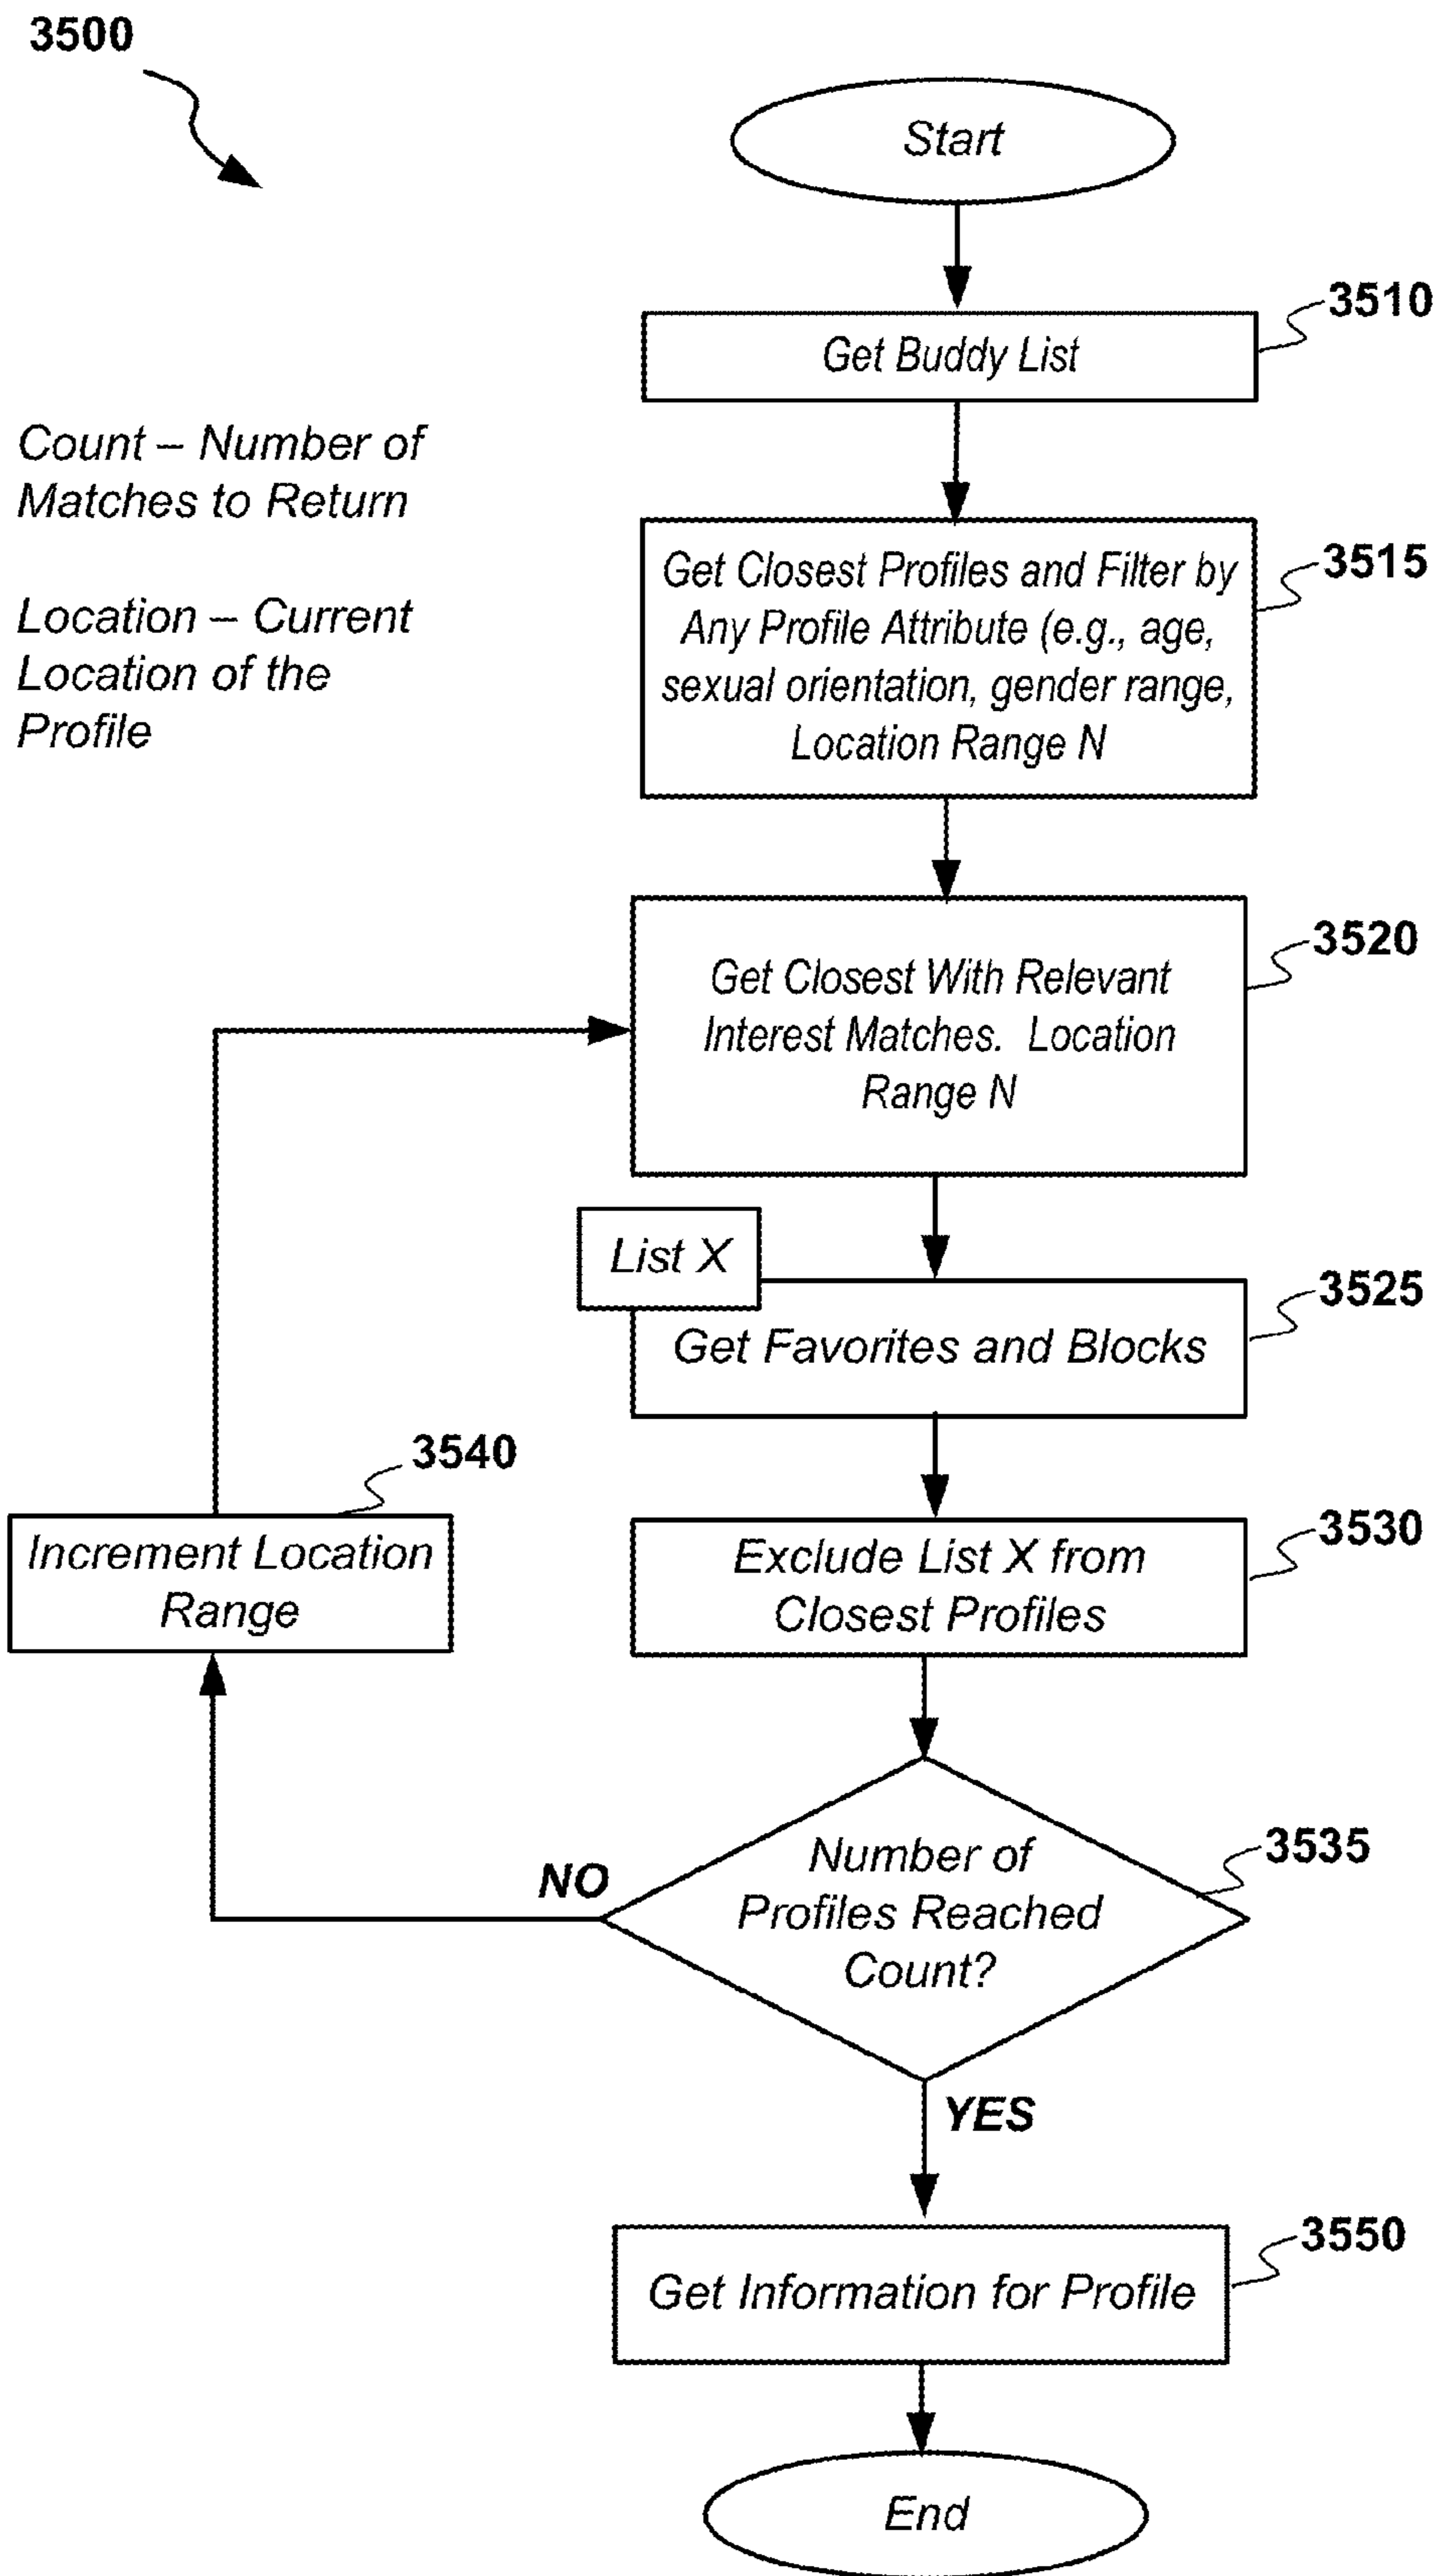 3500
Start
3510
Get Buddy List
Count – Number of
Matches to Return
Location – Current
Location of the
Profile
3515
Get Closest Profiles and Filter by
Any Profile Attribute (e.g., age,
sexual orientation, gender range,
Location Range N
3520
Get Closest With Relevant
Interest Matches. Location
Range N
List X
3525
Get Favorites and Blocks
3540
Increment Location
Range
3530
Exclude List X from
Closest Profiles
3535
Number of
Profiles Reached
Count?
NO
YES
3550
Get Information for Profile
End